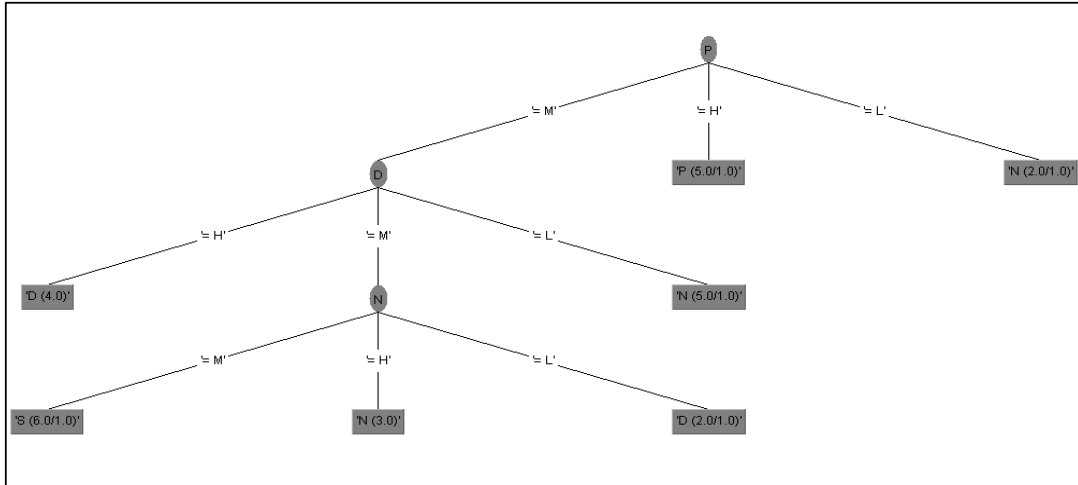 P
'= M' '= H' '= L'
D 'P (5.0/1.0)' 'N (2.0/1.0)'
'= H' '= M' '= L'
'D (4.0)' N 'N (5.0/1.0)'
'= M' '= H' '= L'
'S (6.0/1.0)' 'N (3.0)' 'D (2.0/1.0)'